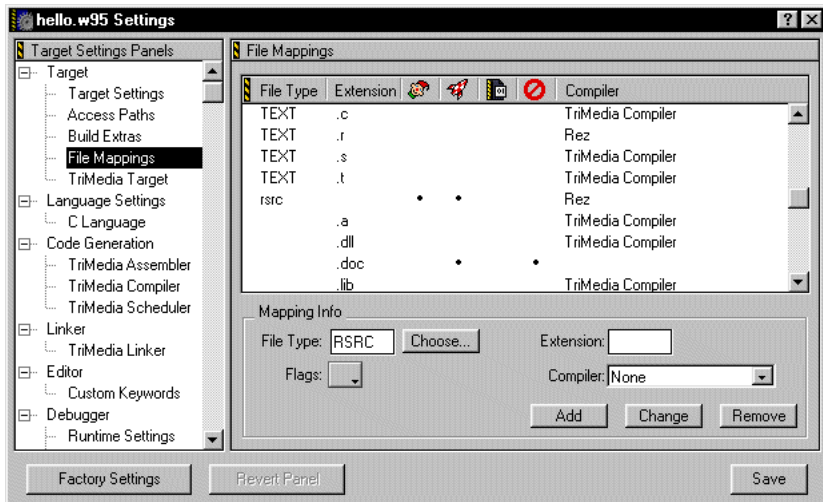 hello.w95 Settings
Target Settings Panels
Target
Target Settings
Access Paths
Build Extras
File Mappings
TriMedia Target
Language Settings
C Language
Code Generation
TriMedia Assembler
TriMedia Compiler
TriMedia Scheduler
Linker
TriMedia Linker
Editor
Custom Keywords
Debugger
Runtime Settings
File Mappings
File Type Extension Compiler
TEXT .c TriMedia Compiler
TEXT .r Rez
TEXT .s TriMedia Compiler
TEXT .t TriMedia Compiler
rsrc • • Rez
.a TriMedia Compiler
.dll TriMedia Compiler
.doc • •
.lib TriMedia Compiler
Mapping Info
File Type: RSRC Choose... Extension:
Flags: Compiler: None
Add Change Remove
Factory Settings Revert Panel Save